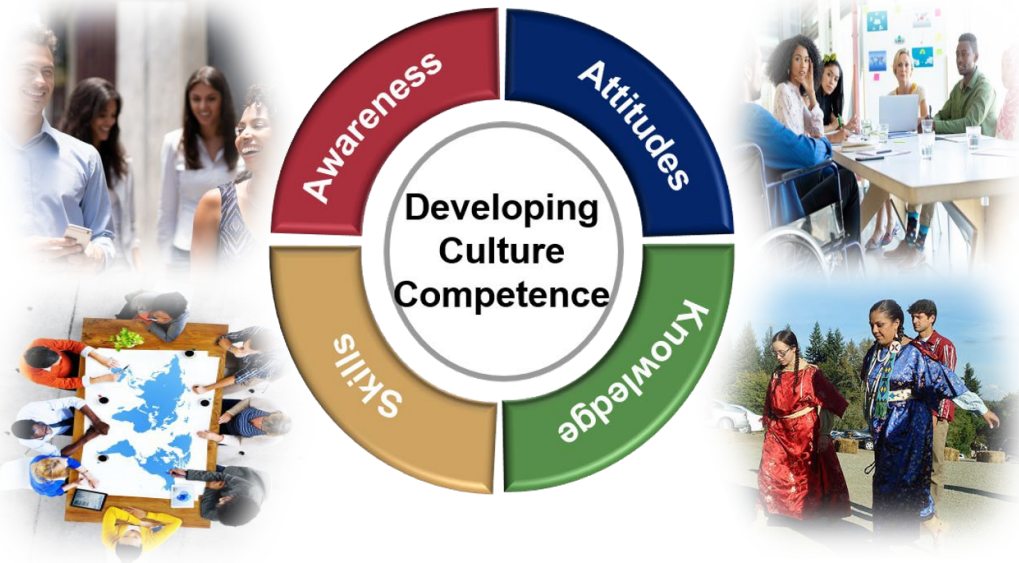 Awareness
Attitudes
Developing
Culture
Competence
Skills
Knowledge